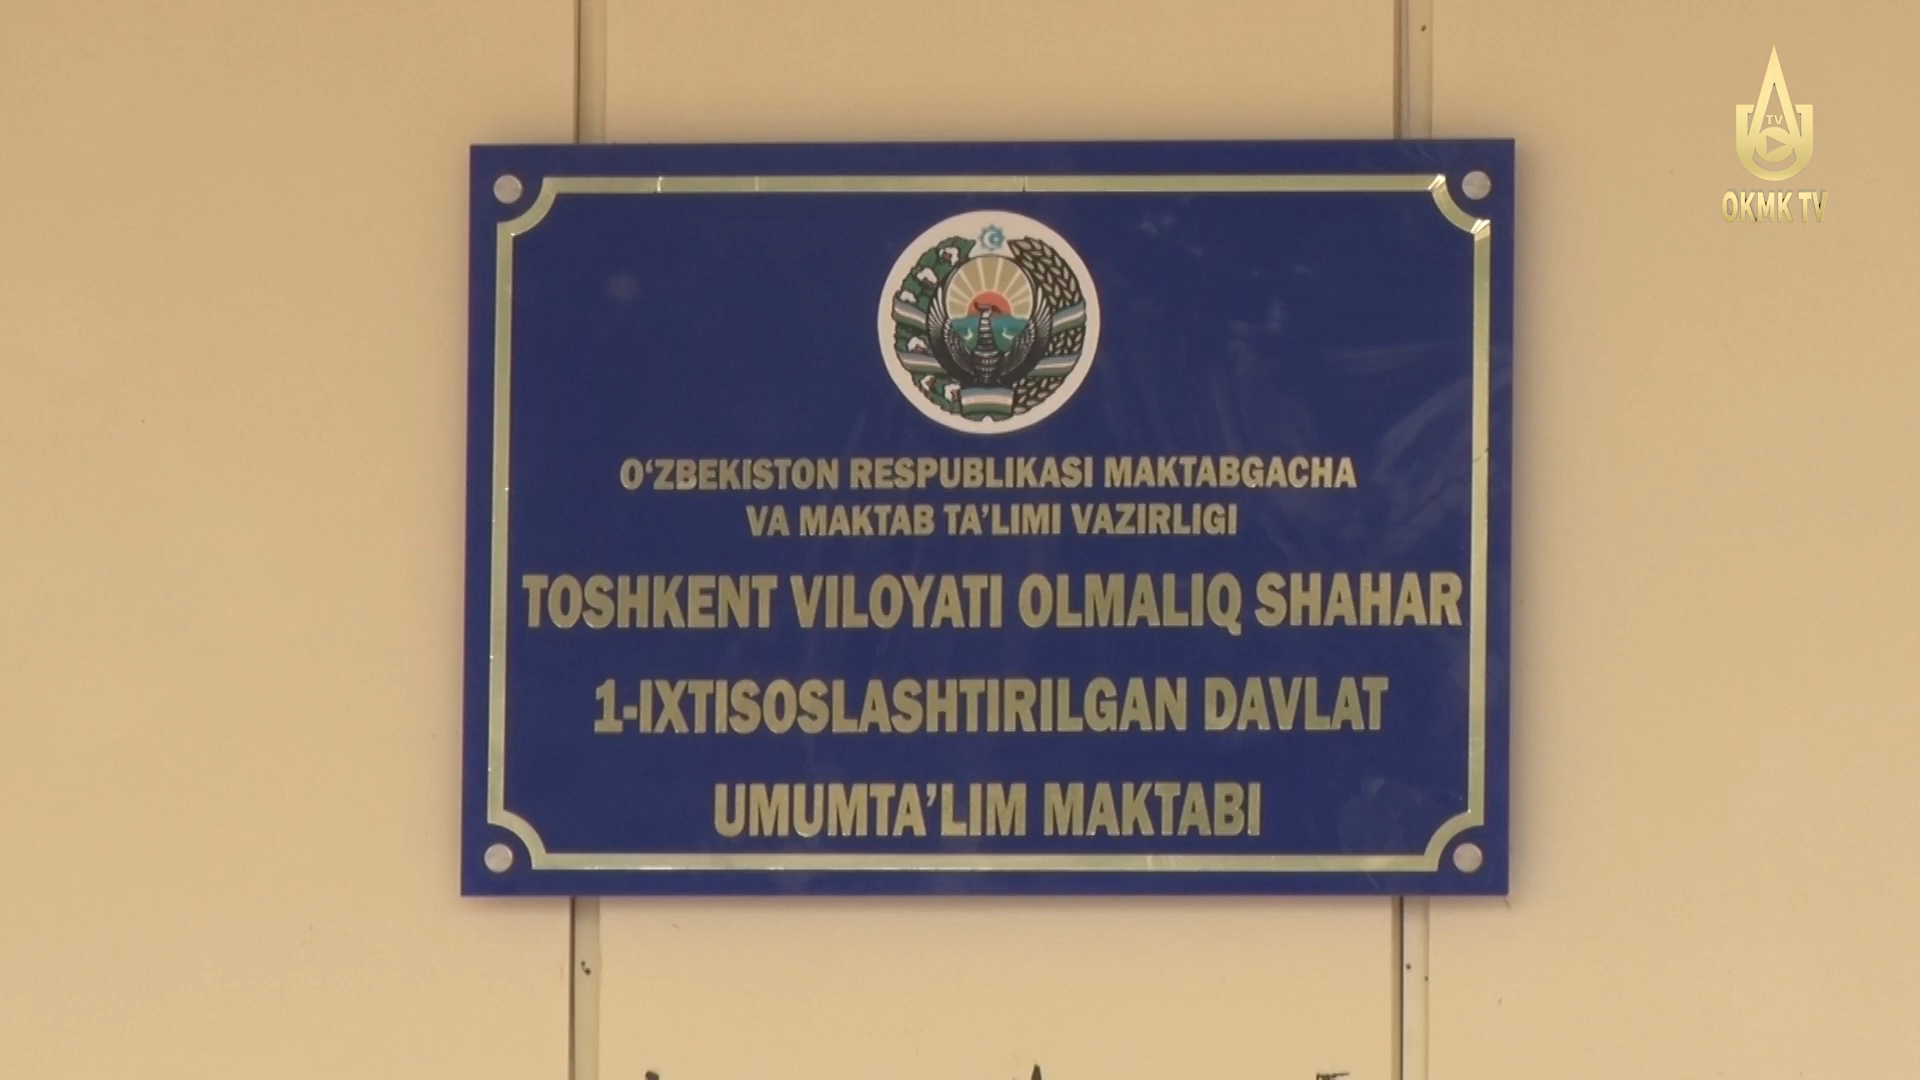 TV
OKMK TV
O‘ZBEKISTON RESPUBLIKASI MAKTABGACHA
VA MAKTAB TA’LIMI VAZIRLIGI
TOSHKENT VILOYATI OLMALIQ SHAHAR
1-IXTISOSLASHTIRILGAN DAVLAT
UMUMTA’LIM MAKTABI